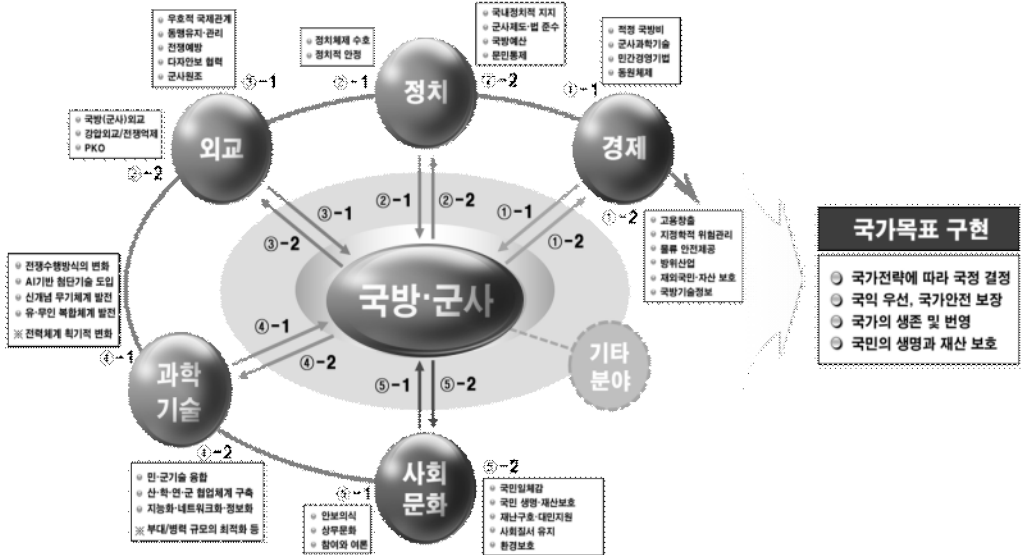 우호적 국제관계
동맹유지·관리
전쟁예방
다자안보 협력
군사원조
③-1
국방(군사)외교
강압외교/전쟁억제
PKO
③-2
외교
정치체제 수호
정치적 안정
②-1
국내정치적 지지
군사제도·법 준수
국방예산
문민통제
②-2
정치
적정 국방비
군사과학기술
민간경영기법
동원체제
①-1
경제
①-2
고용창출
지정학적 위험관리
물류 안전제공
방위산업
재외국민·자산 보호
국방기술정보
③-1
③-2
②-1
②-2
①-1
①-2
국방·군사
④-1
④-2
⑤-1
⑤-2
기타
분야
전쟁수행방식의 변화
AI기반 첨단기술 도입
신개념 무기체계 발전
유·무인 복합체계 발전
※ 전력체계 획기적 변화
④-1
과학
기술
④-2
민·군기술 융합
산·학·연·군 협업체계 구축
지능화·네트워크화·정보화
※ 부대/병력 규모의 최적화 등
사회
문화
⑤-1
안보의식
상무문화
참여와 여론
⑤-2
국민일체감
국민 생명·재산보호
재난구호·대민지원
사회질서 유지
환경보호
국가목표 구현
국가전략에 따라 국정 결정
국익 우선, 국가안전 보장
국가의 생존 및 번영
국민의 생명과 재산 보호